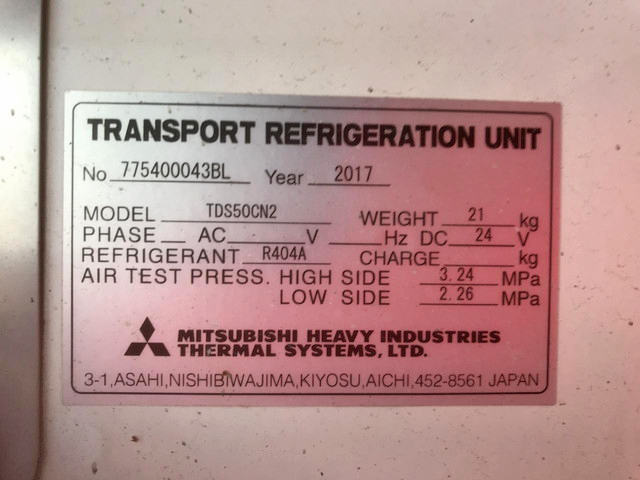 TRANSPORT REFRIGERATION UNIT
No 775400043BL Year 2017
MODEL TDS50CN2 WEIGHT 21 kg
PHASE AC V Hz DC 24 V
REFRIGERANT R404A CHARGE kg
AIR TEST PRESS. HIGH SIDE 3.24 MPa
LOW SIDE 2.26 MPa
MITSUBISHI HEAVY INDUSTRIES
THERMAL SYSTEMS, LTD.
3-1,ASAHI,NISHIBIWAJIMA,KIYOSU,AICHI,452-8561 JAPAN